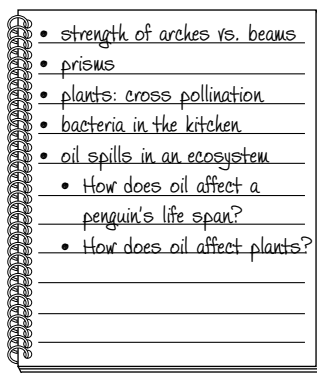 • strength of arches vs. beams
• prisms
• plants: cross pollination
• bacteria in the kitchen
• oil spills in an ecosystem
• How does oil affect a
penguin's life span?
• How does oil affect plants?